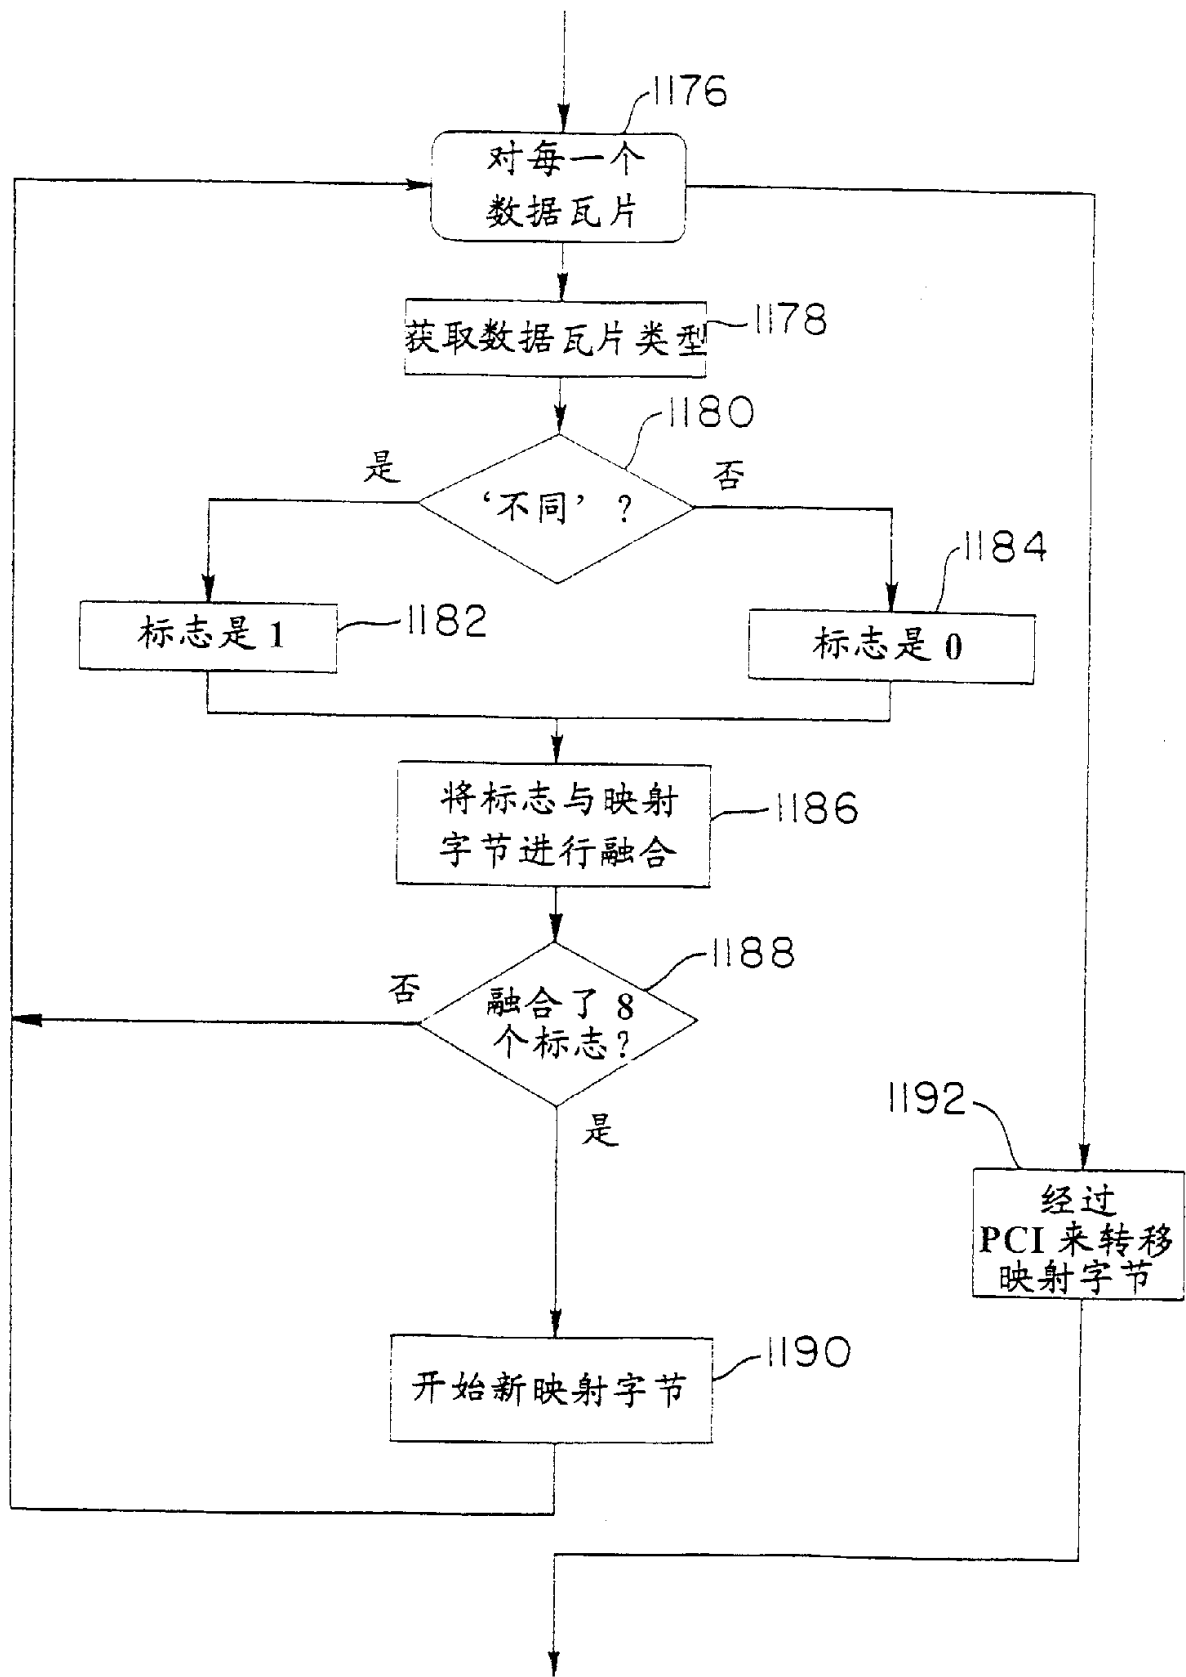 1176
对每一个
数据瓦片
1178
获取数据瓦片类型
1180
是
否
‘不同’？
1184
1182
标志是 1
标志是 0
将标志与映射
字节进行融合
1186
1188
否
融合了 8
个标志？
是
1192
经过
PCI 来转移
映射字节
1190
开始新映射字节